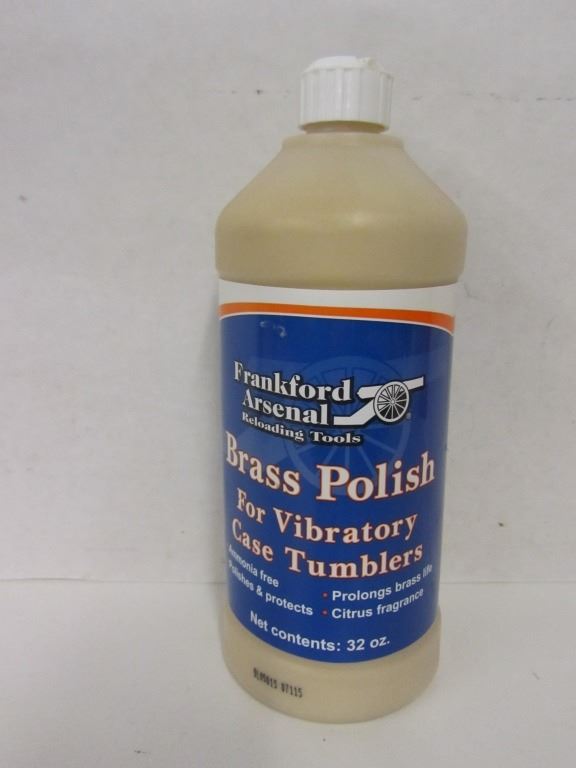 Frankford
Arsenal
Reloading Tools
®
Brass Polish
For Vibratory
Case Tumblers
Ammonia free
Polishes & protects
• Prolongs brass life
• Citrus fragrance
Net contents: 32 oz.
07115